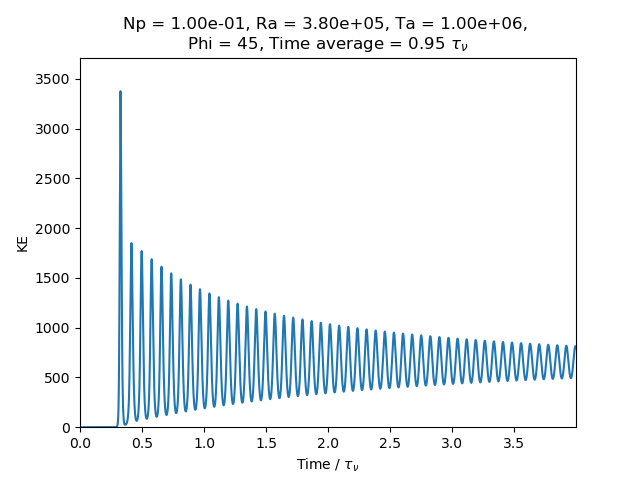 Np = 1.00e-01, Ra = 3.80e+05, Ta = 1.00e+06,
Phi = 45, Time average = 0.95 τν
3500
3000
2500
2000
1500
1000
500
0
KE
0.0 0.5 1.0 1.5 2.0 2.5 3.0 3.5
Time / τν